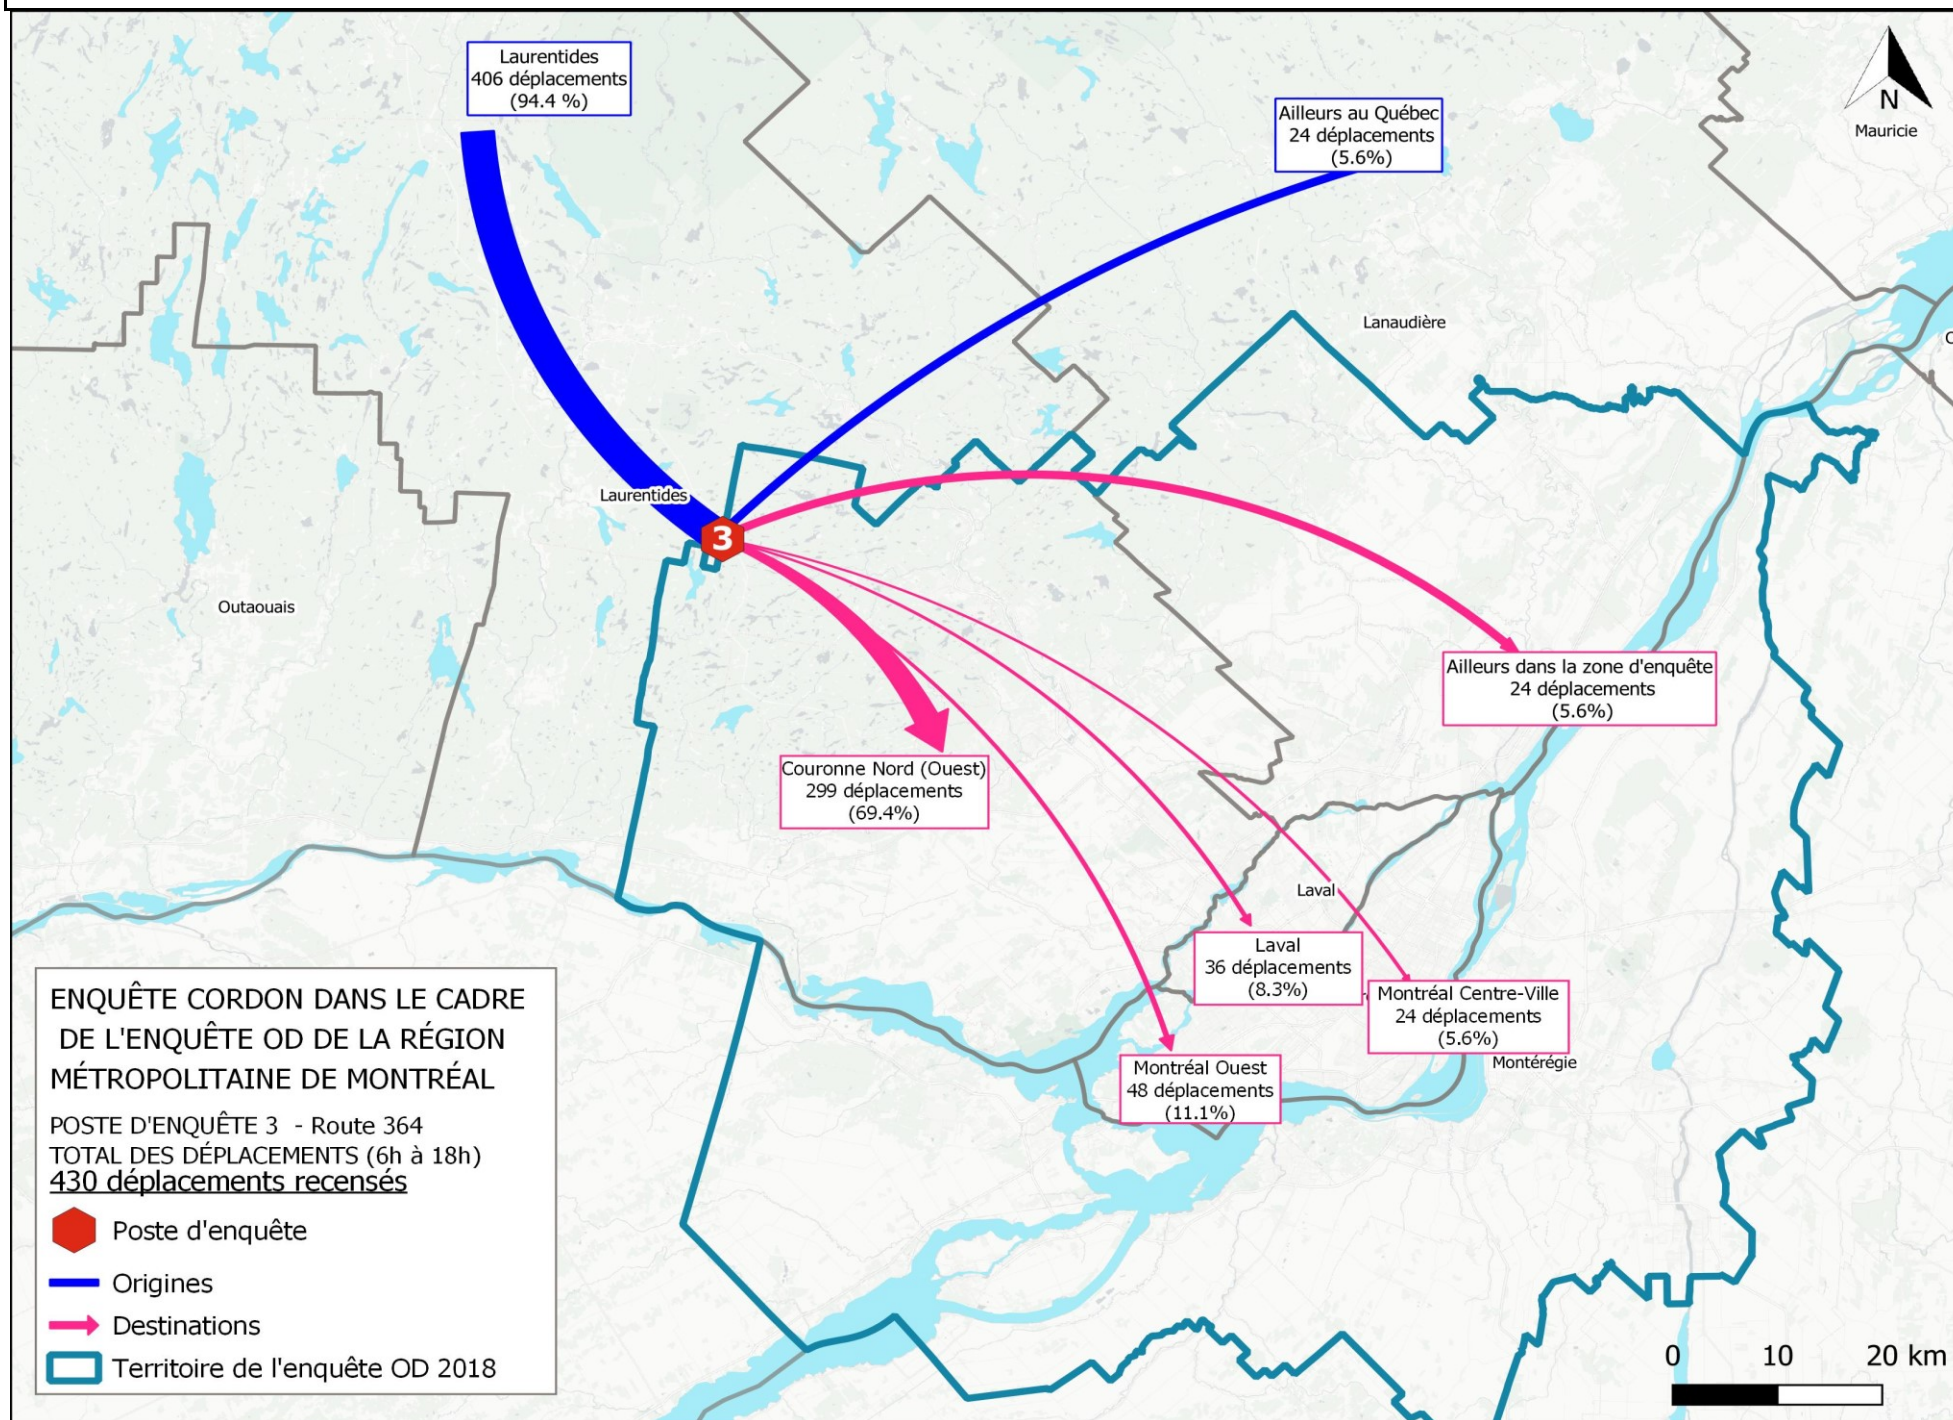 Laurentides
406 déplacements
(94.4 %)
Ailleurs au Québec
24 déplacements
(5.6%)
N
Mauricie
Lanaudière
Laurentides
3
Outaouais
Ailleurs dans la zone d'enquête
24 déplacements
(5.6%)
Couronne Nord (Ouest)
299 déplacements
(69.4%)
Laval
Laval
36 déplacements
(8.3%)
Montréal Centre-Ville
24 déplacements
(5.6%)
Montérégie
Montréal Ouest
48 déplacements
(11.1%)
ENQUÊTE CORDON DANS LE CADRE
DE L'ENQUÊTE OD DE LA RÉGION
MÉTROPOLITAINE DE MONTRÉAL
POSTE D'ENQUÊTE 3 - Route 364
TOTAL DES DÉPLACEMENTS (6h à 18h)
430 déplacements recensés
Poste d'enquête
Origines
Destinations
Territoire de l'enquête OD 2018
0 10 20 km